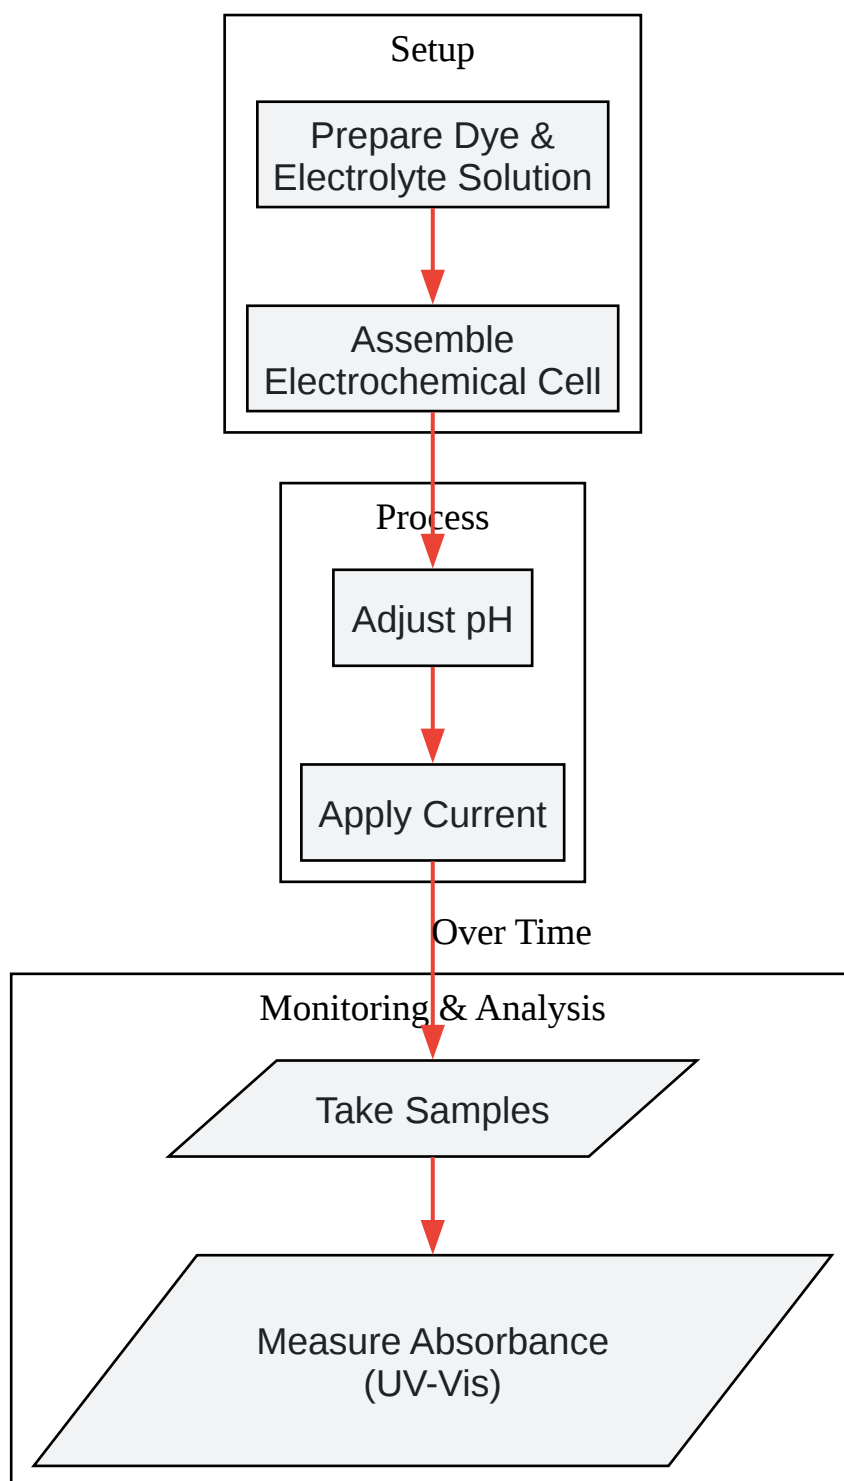 Setup
Prepare Dye &
Electrolyte Solution
Assemble
Electrochemical Cell
Process
Adjust pH
Apply Current
Over Time
Monitoring & Analysis
Take Samples
Measure Absorbance
(UV-Vis)